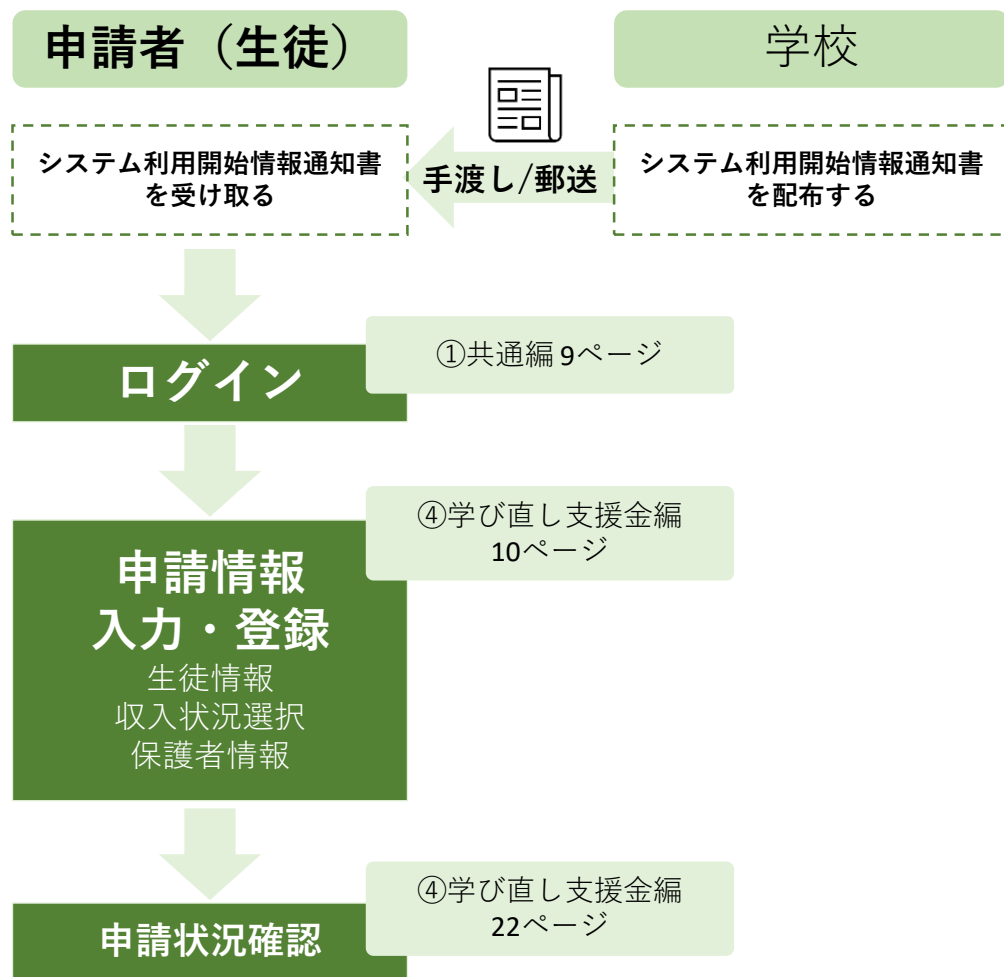 申請者（生徒）
学校
システム利用開始情報通知書
を受け取る
手渡し/郵送
システム利用開始情報通知書
を配布する
ログイン
①共通編 9ページ
申請情報
入力・登録
生徒情報
収入状況選択
保護者情報
④学び直し支援金編
10ページ
申請状況確認
④学び直し支援金編
22ページ